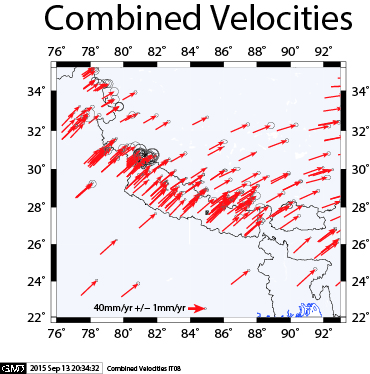 Combined Velocities
76° 78° 80° 82° 84° 86° 88° 90° 92°
34° 34°
32° 32°
30° 30°
28° 28°
26° 26°
24° 24°
40mm/yr +/− 1mm/yr
22° 22°
76° 78° 80° 82° 84° 86° 88° 90° 92°
GMT 2015 Sep 13 20:34:32 Combined Velocities IT08